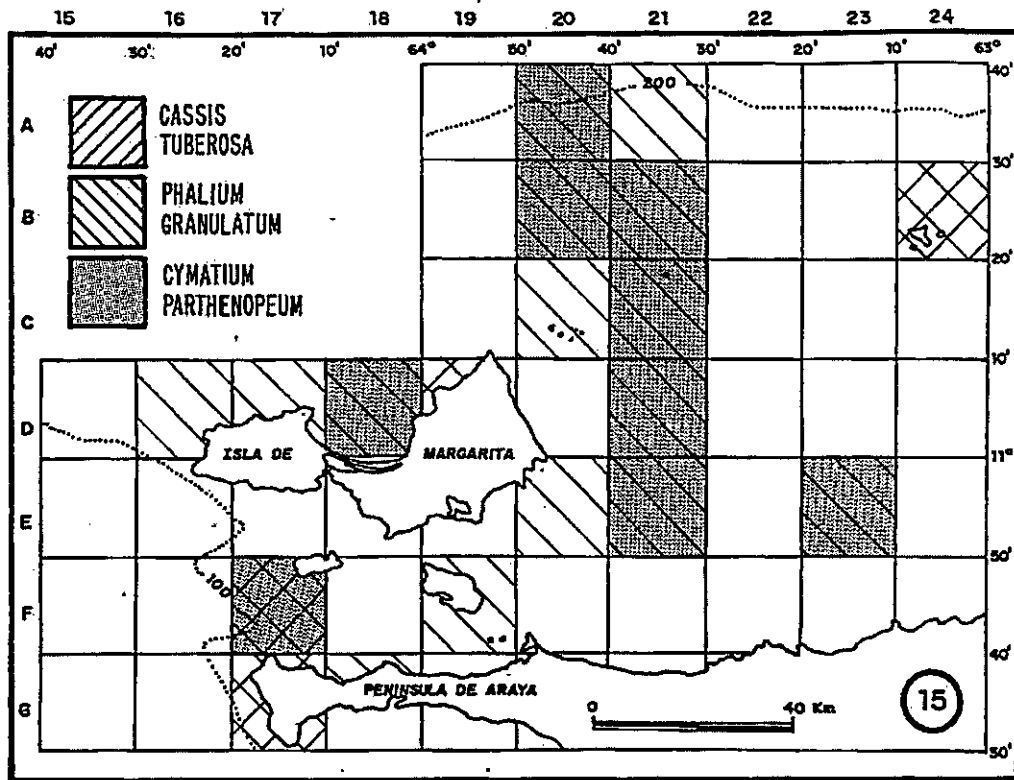 15 16 17 18 19 20 21 22 23 24
40' 30' 20' 10' 64° 50' 40' 30' 20' 10' 63°
40'
200
CASSIS
TUBEROSA
A
30'
PHALIUM
GRANULATUM
B
20'
CYMATIUM
PARTHENOPEUM
C
10'
D
ISLA DE MARGARITA
11°
E
50'
100
F
40'
PENINSULA DE ARAYA
G
0 40 Km
15
30'